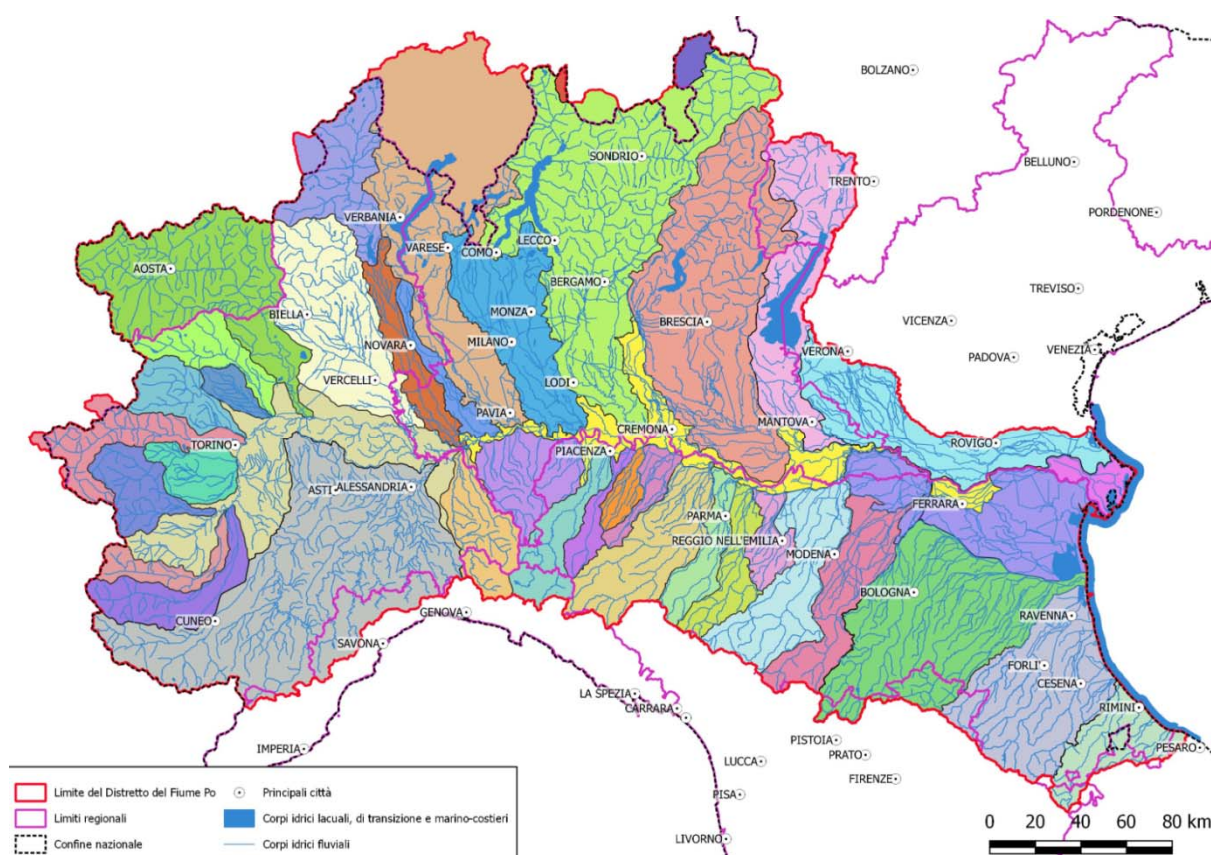 BOLZANO
SONDRIO
BELLUNO
TRENTO
PORDENONE
VERBANIA
VARESE
COMO
LECCO
AOSTA
BERGAMO
TREVISO
BIELLA
MONZA
BRESCIA
VICENZA
NOVARA
MILANO
VERONA
PADOVA
VENEZIA
VERCELLI
LODI
PAVIA
CREMONA
MANTOVA
TORINO
PIACENZA
ROVIGO
ASTI
ALESSANDRIA
FERRARA
PARMA
REGGIO NELL'EMILIA
MODENA
BOLOGNA
CUNEO
GENOVA
RAVENNA
SAVONA
FORLI'
CESENA
LA SPEZIA
CARRARA
RIMINI
IMPERIA
PISTOIA
PRATO
PESARO
LUCCA
FIRENZE
PISA
LIVORNO
Limite del Distretto del Fiume Po
Principali città
Limiti regionali
Corpi idrici lacuali, di transizione e marino-costieri
Confine nazionale
Corpi idrici fluviali
0 20 40 60 80 km